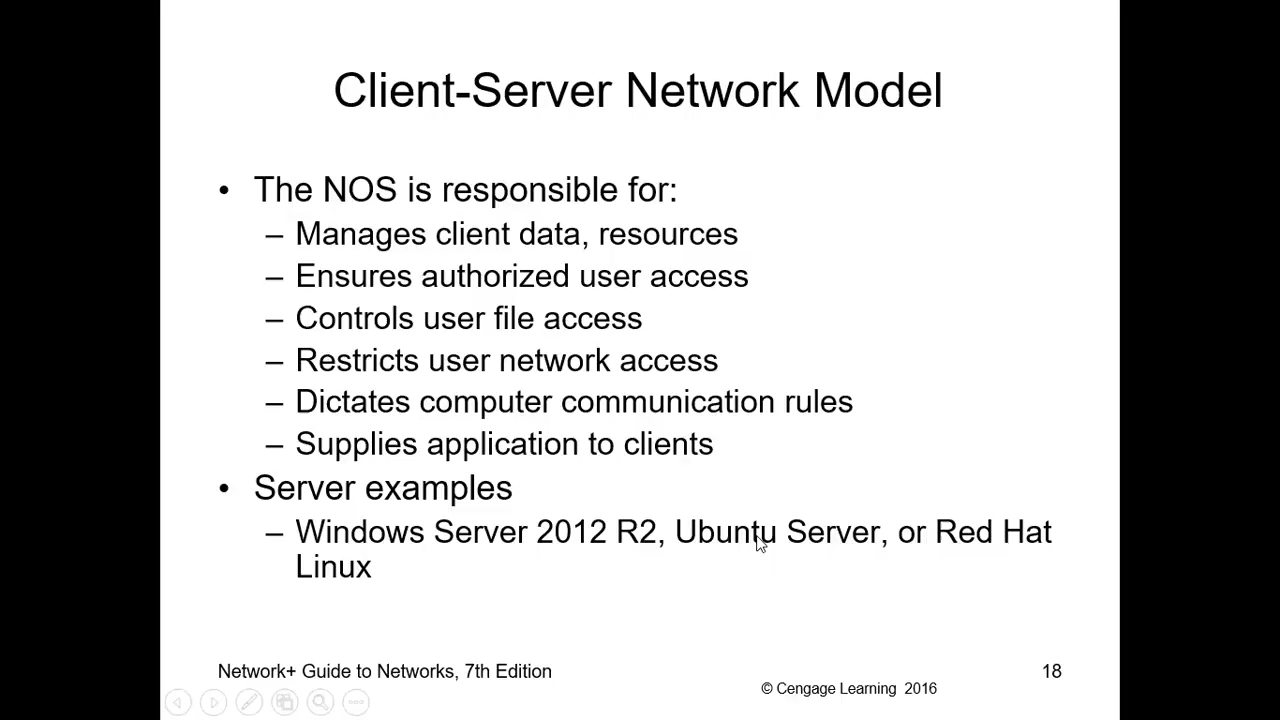 Client-Server Network Model
• The NOS is responsible for:
– Manages client data, resources
– Ensures authorized user access
– Controls user file access
– Restricts user network access
– Dictates computer communication rules
– Supplies application to clients
• Server examples
– Windows Server 2012 R2, Ubuntu Server, or Red Hat
Linux
Network+ Guide to Networks, 7th Edition
18
© Cengage Learning 2016